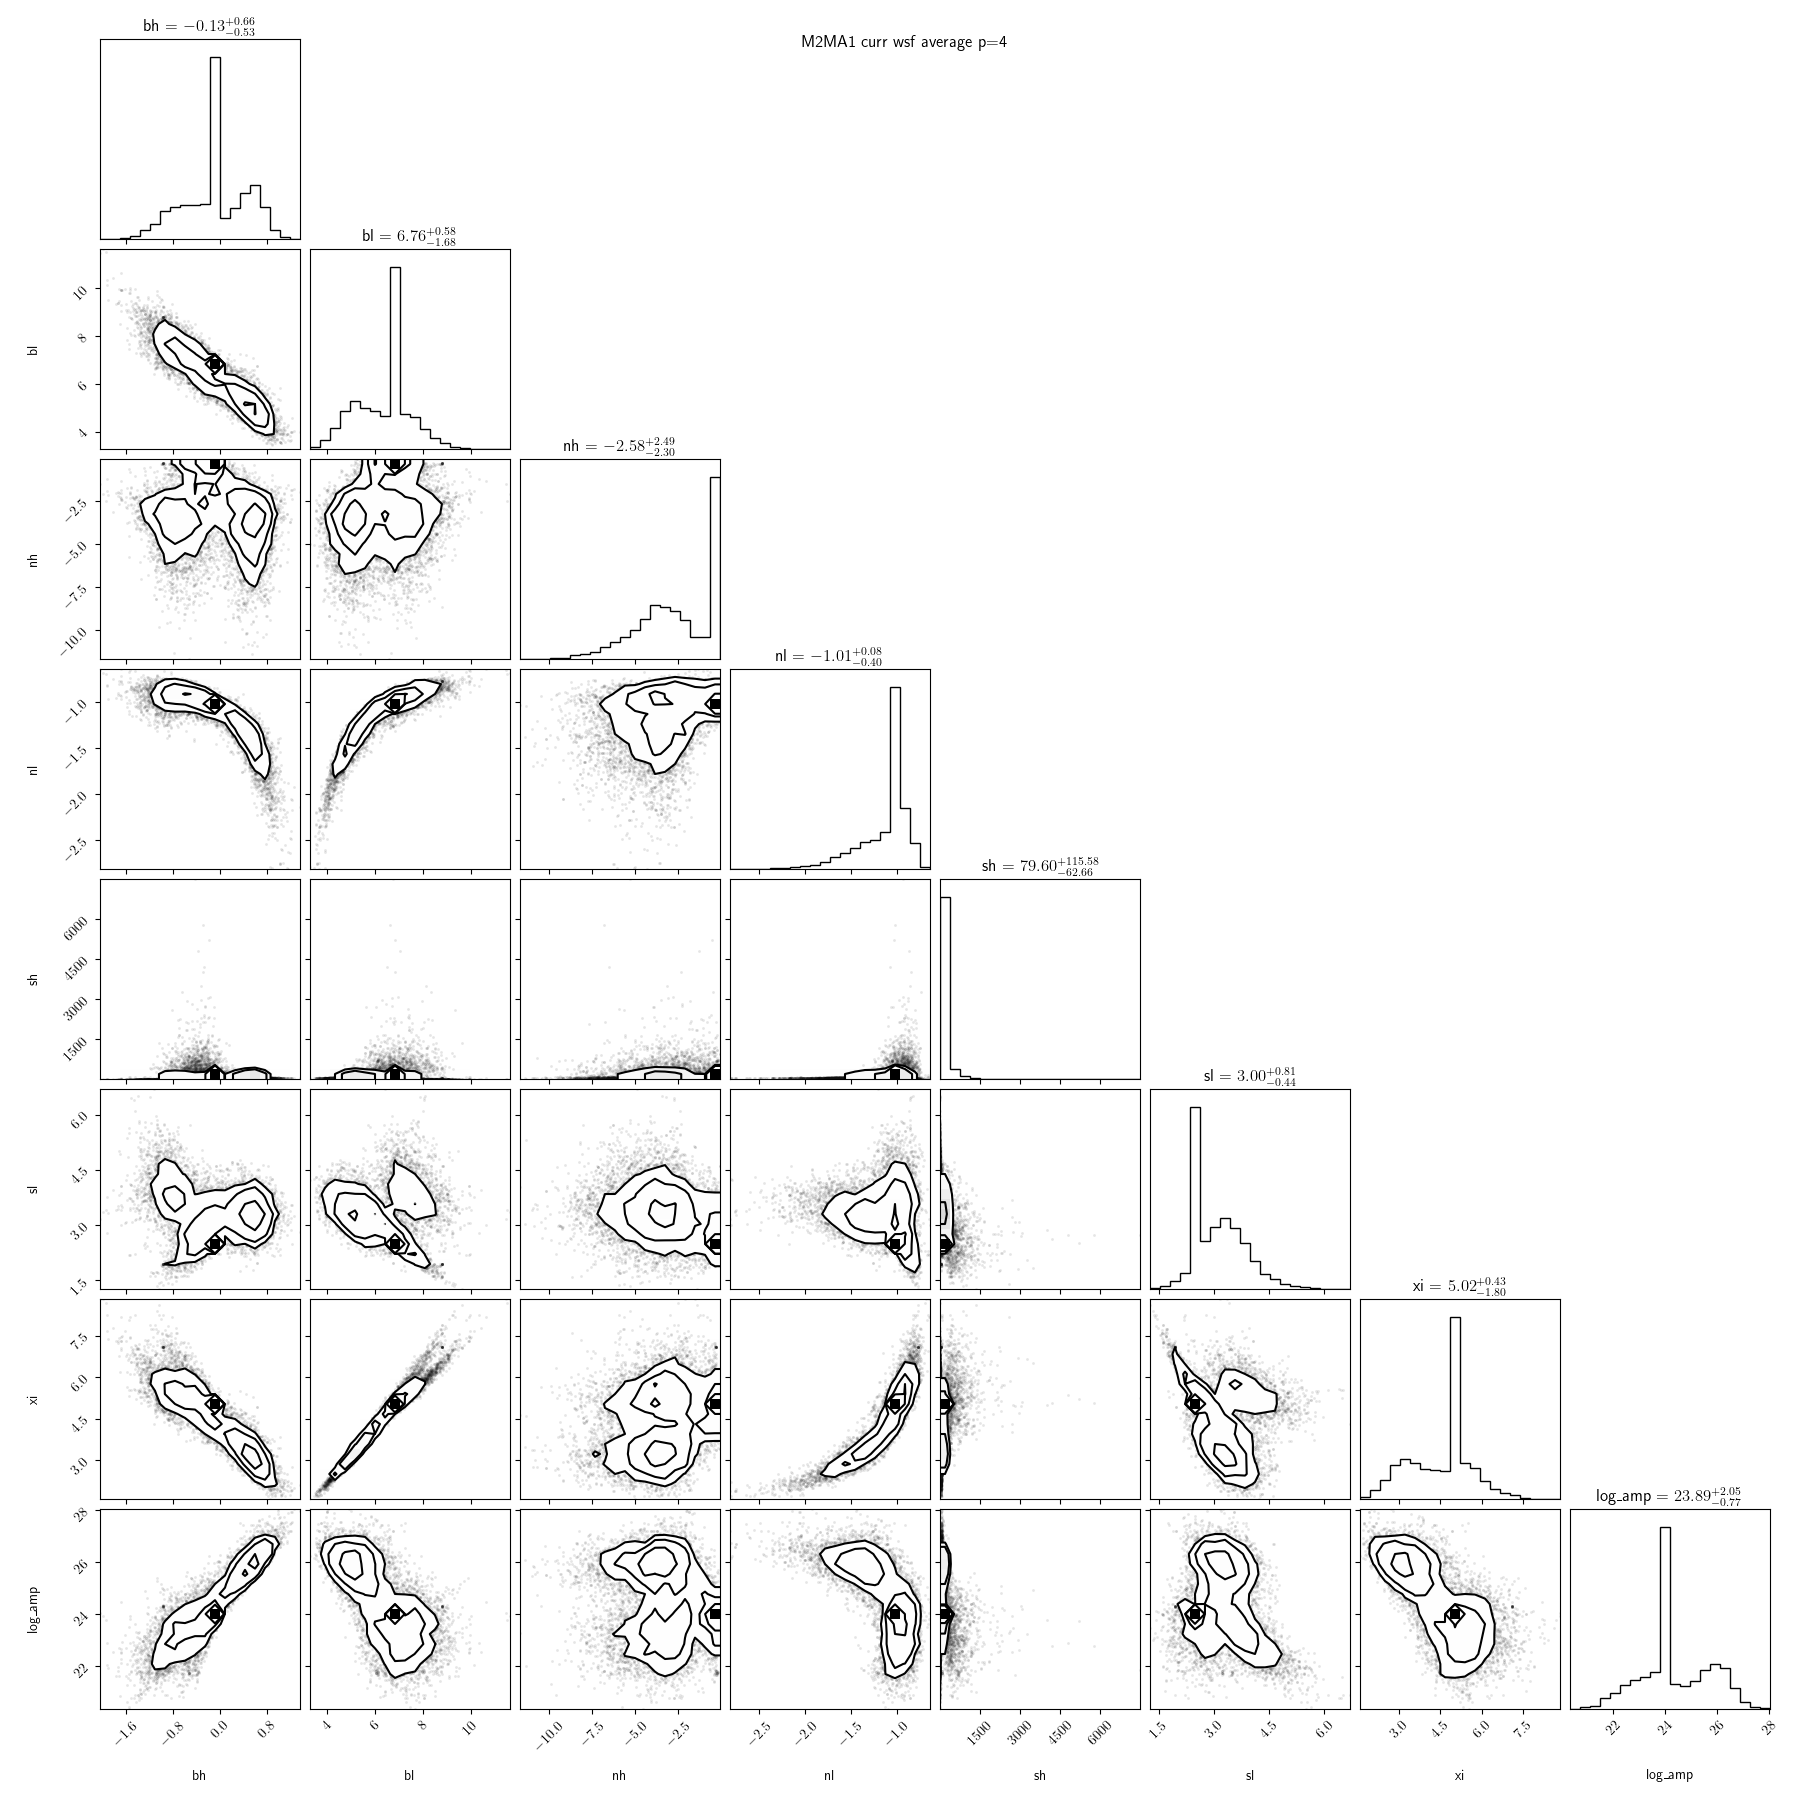 M2MA1 curr wsf average p=4
bh = −0.13+0.66−0.53
bl = 6.76+0.58−1.68
nh = −2.58+2.49−2.30
nl = −1.01+0.08−0.40
sh = 79.60+115.58−62.66
sl = 3.00+0.81−0.44
xi = 5.02+0.43−1.80
log_amp = 23.89+2.05−0.77
bl
10
8
6
4
nh
−2.5
−5.0
−7.5
−10.0
nl
−1.0
−1.5
−2.0
−2.5
sh
6000
4500
3000
1500
sl
6.0
4.5
3.0
1.5
xi
7.5
6.0
4.5
3.0
log_amp
28
26
24
22
−1.6 −0.8 0.0 0.8
4 6 8 10
−10.0 −7.5 −5.0 −2.5
−2.5 −2.0 −1.5 −1.0
1500 3000 4500 6000
1.5 3.0 4.5 6.0
3.0 4.5 6.0 7.5
22 24 26 28
bh bl nh nl sh sl xi log_amp